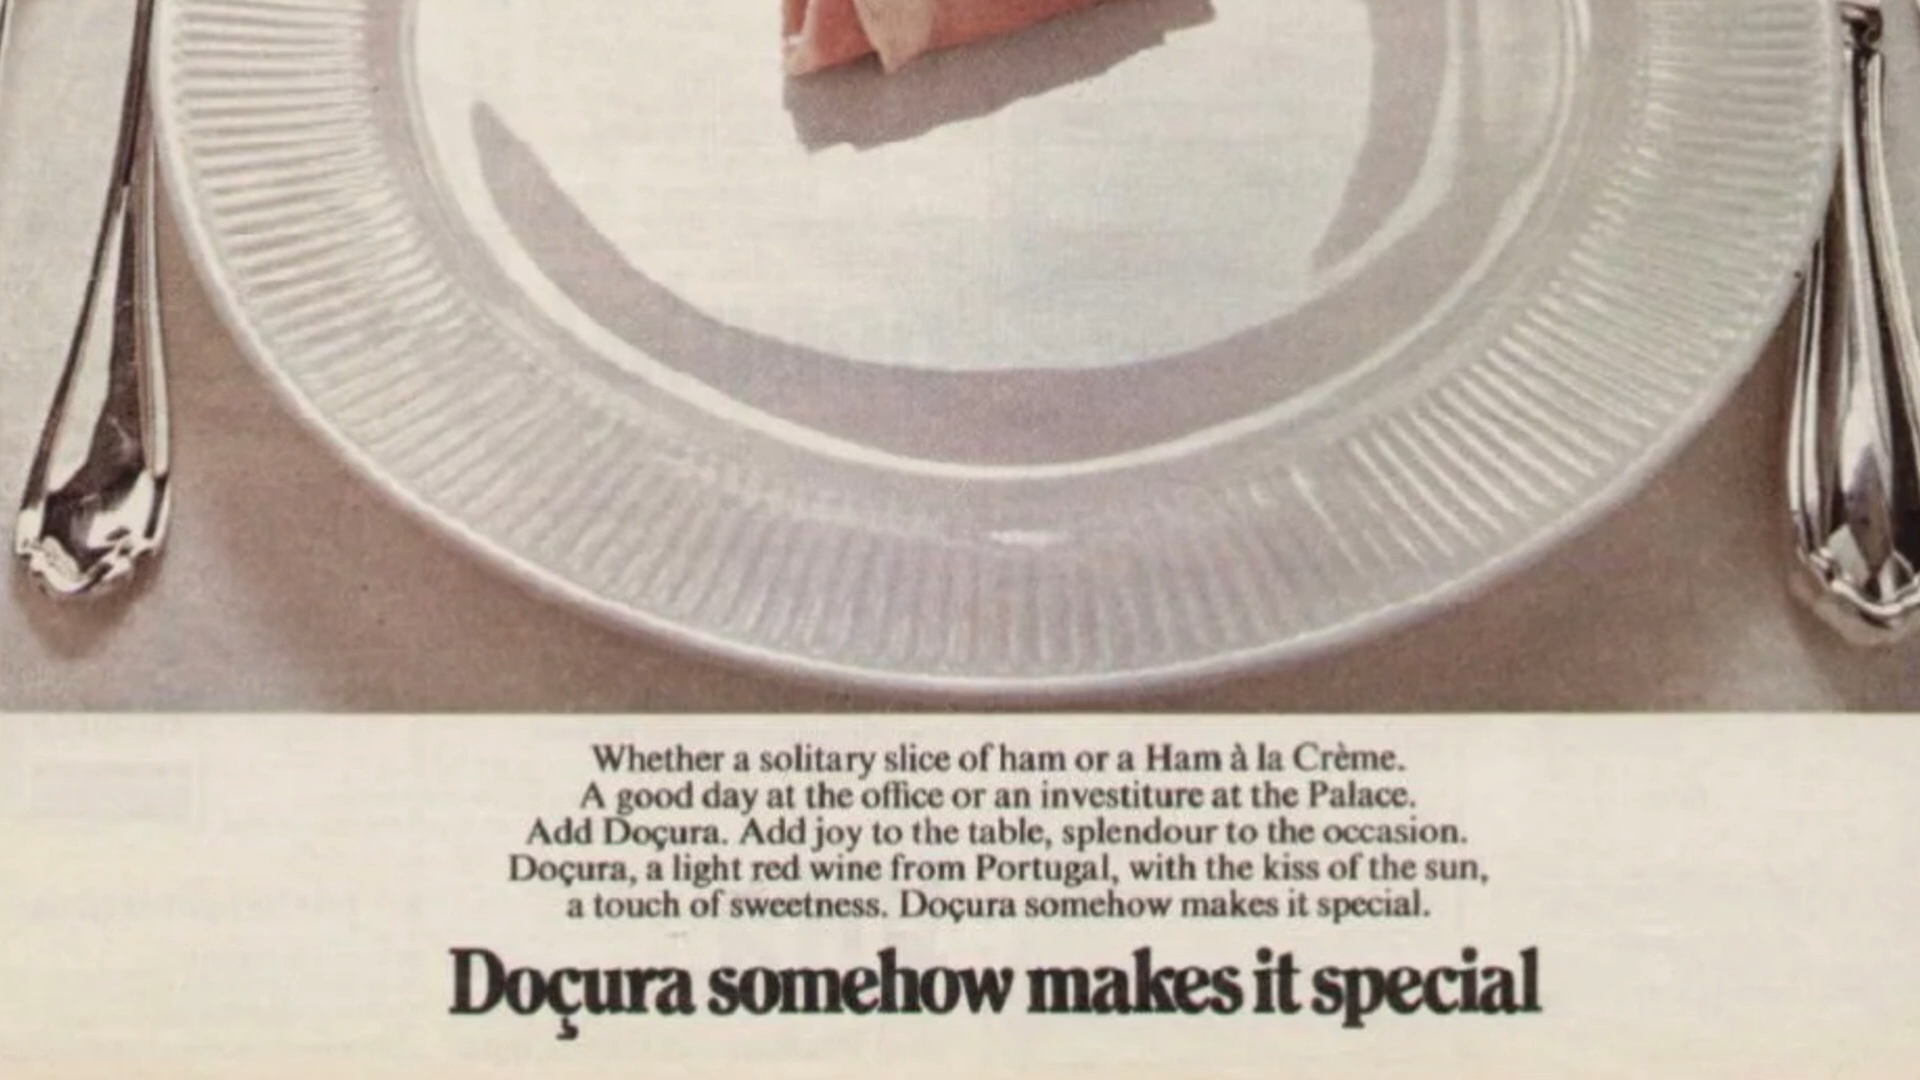 Whether a solitary slice of ham or a Ham à la Crème.
A good day at the office or an investiture at the Palace.
Add Doçura. Add joy to the table, splendour to the occasion.
Doçura, a light red wine from Portugal, with the kiss of the sun,
a touch of sweetness. Doçura somehow makes it special.
Doçura somehow makes it special